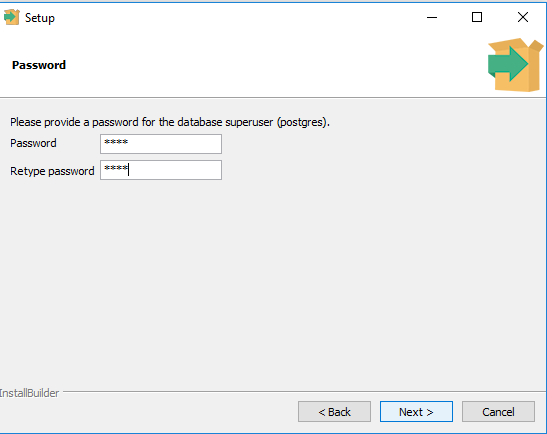 Setup
Password
Please provide a password for the database superuser (postgres).
Password ****
Retype password ****
InstallBuilder
< Back Next > Cancel